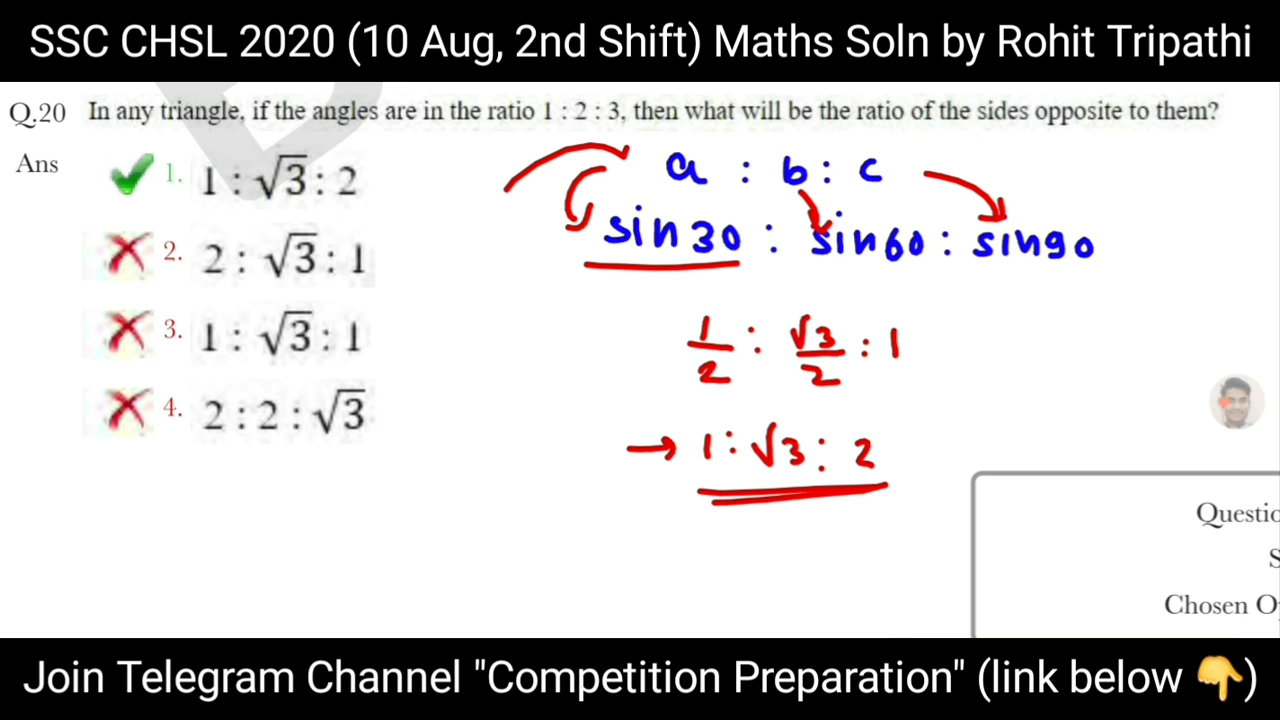 SSC CHSL 2020 (10 Aug, 2nd Shift) Maths Soln by Rohit Tripathi
Q.20 In any triangle, if the angles are in the ratio 1 : 2 : 3, then what will be the ratio of the sides opposite to them?
Ans
1. 1 : √3 : 2
2. 2 : √3 : 1
3. 1 : √3 : 1
4. 2 : 2 : √3
a : b : c
sin30 : sin60 : sin90
1/2 : √3/2 : 1
→ 1 : √3 : 2
Questio
S
Chosen O
Join Telegram Channel "Competition Preparation" (link below 👇)